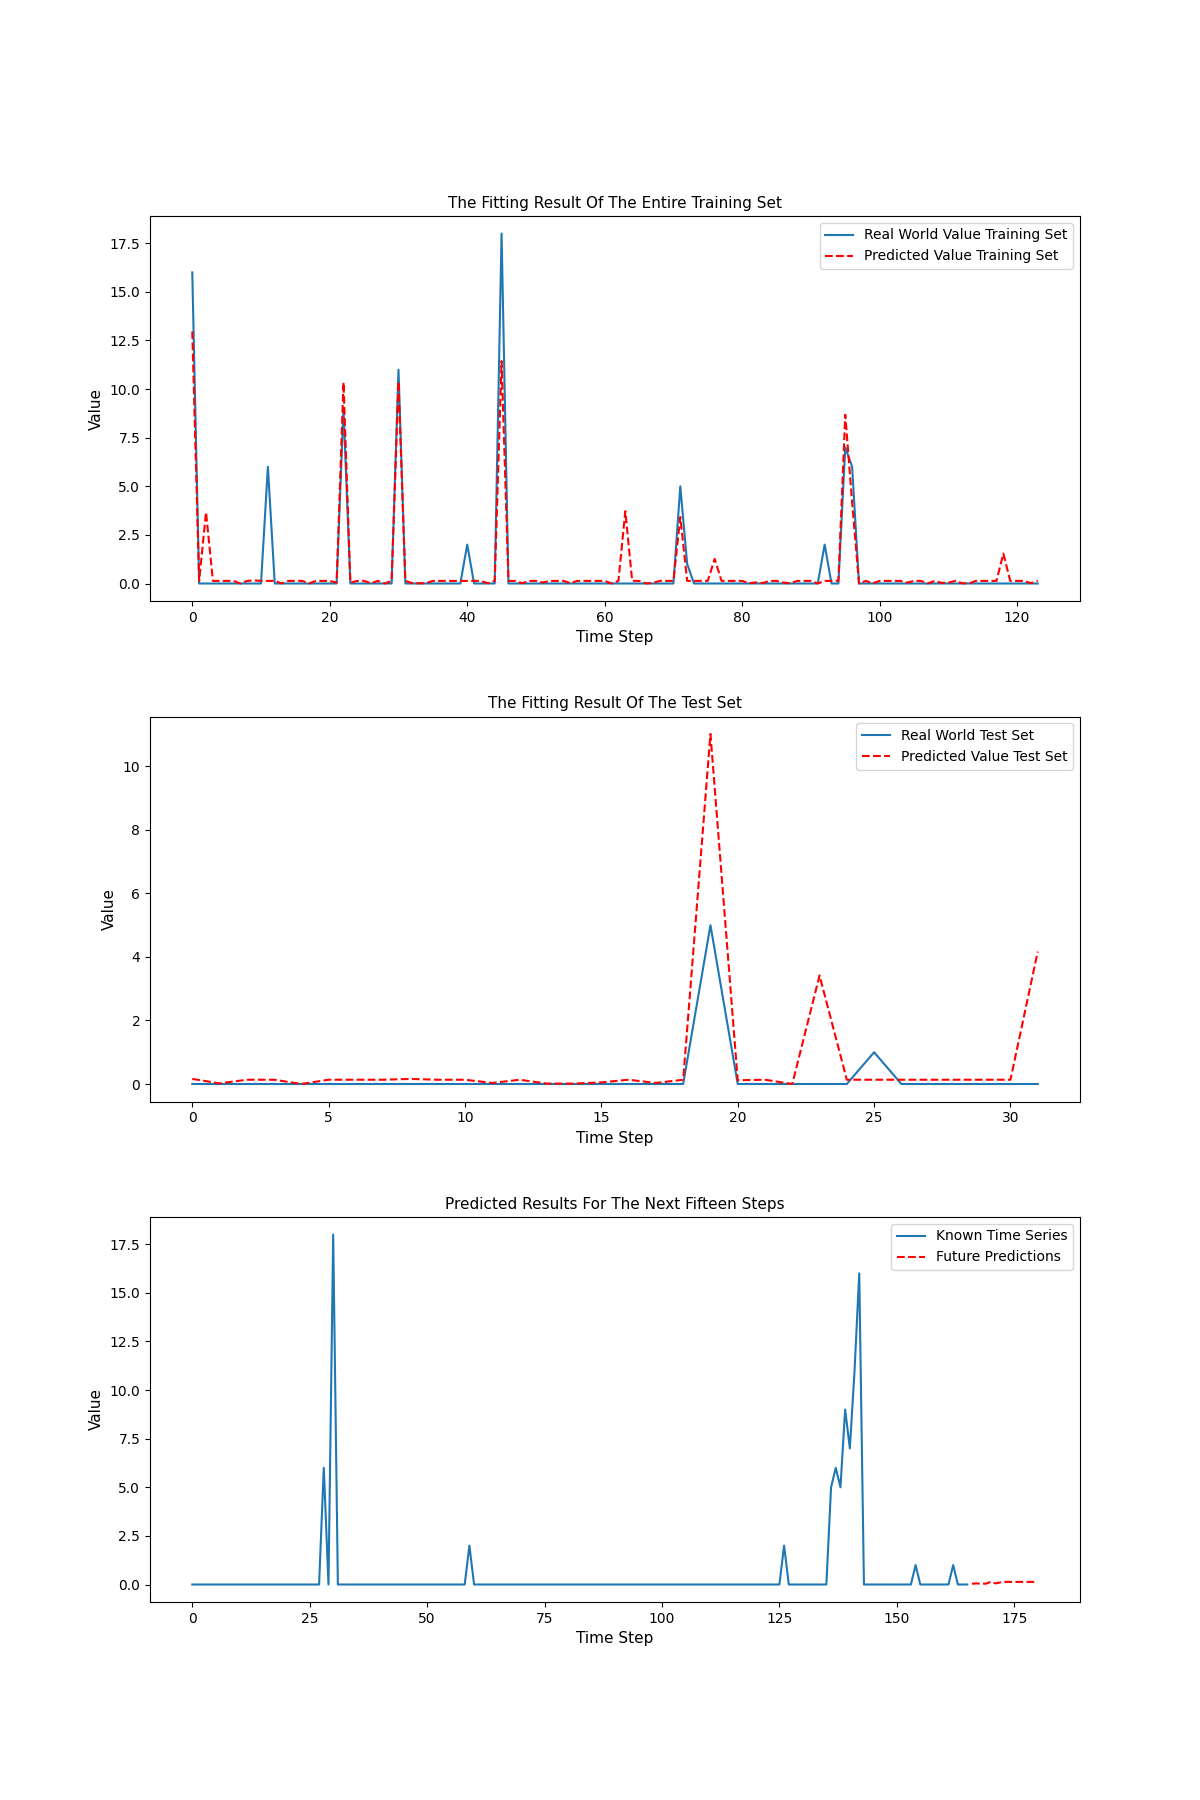 The Fitting Result Of The Entire Training Set
Real World Value Training Set
Predicted Value Training Set
Value
17.5
15.0
12.5
10.0
7.5
5.0
2.5
0.0
0 20 40 60 80 100 120
Time Step
The Fitting Result Of The Test Set
Real World Test Set
Predicted Value Test Set
Value
10
8
6
4
2
0
0 5 10 15 20 25 30
Time Step
Predicted Results For The Next Fifteen Steps
Known Time Series
Future Predictions
Value
17.5
15.0
12.5
10.0
7.5
5.0
2.5
0.0
0 25 50 75 100 125 150 175
Time Step